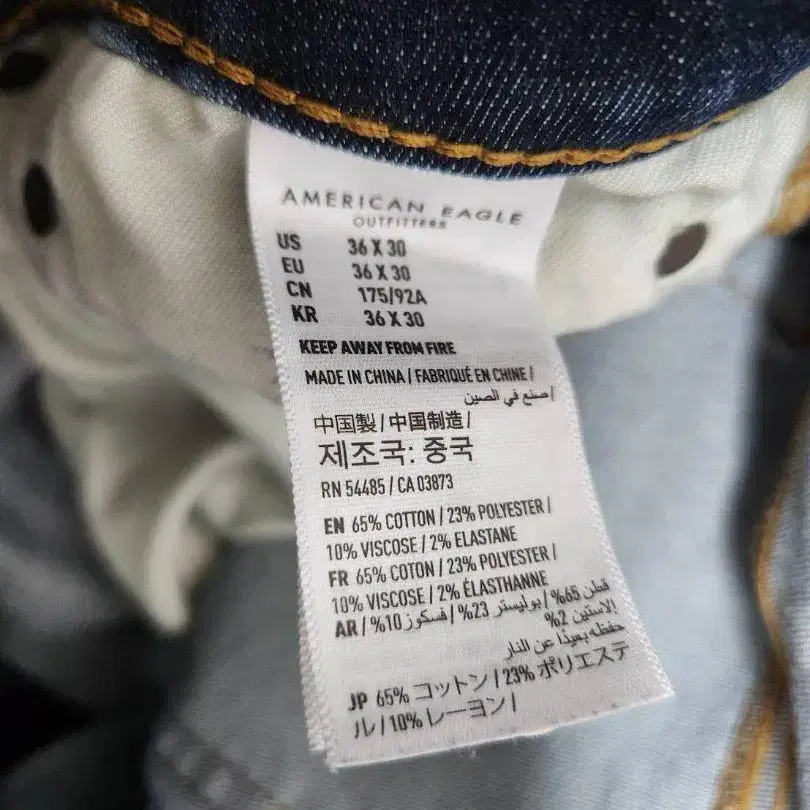 AMERICAN EAGLE
OUTFITTERS
US 36 X 30
EU 36 X 30
CN 175/92A
KR 36 X 30
KEEP AWAY FROM FIRE
MADE IN CHINA / FABRIQUÉ EN CHINE /
صنع في الصين /
中国製 / 中国制造 /
제조국: 중국
RN 54485 / CA 03873
EN 65% COTTON / 23% POLYESTER /
10% VISCOSE / 2% ELASTANE
FR 65% COTON / 23% POLYESTER /
10% VISCOSE / 2% ÉLASTHANNE
AR / قطن 65% / بوليستر 23% / فسكوز 10%
الاستين 2%
حفظه بعيدًا عن النار
JP 65% コットン / 23% ポリエステ
ル / 10% レーヨン /